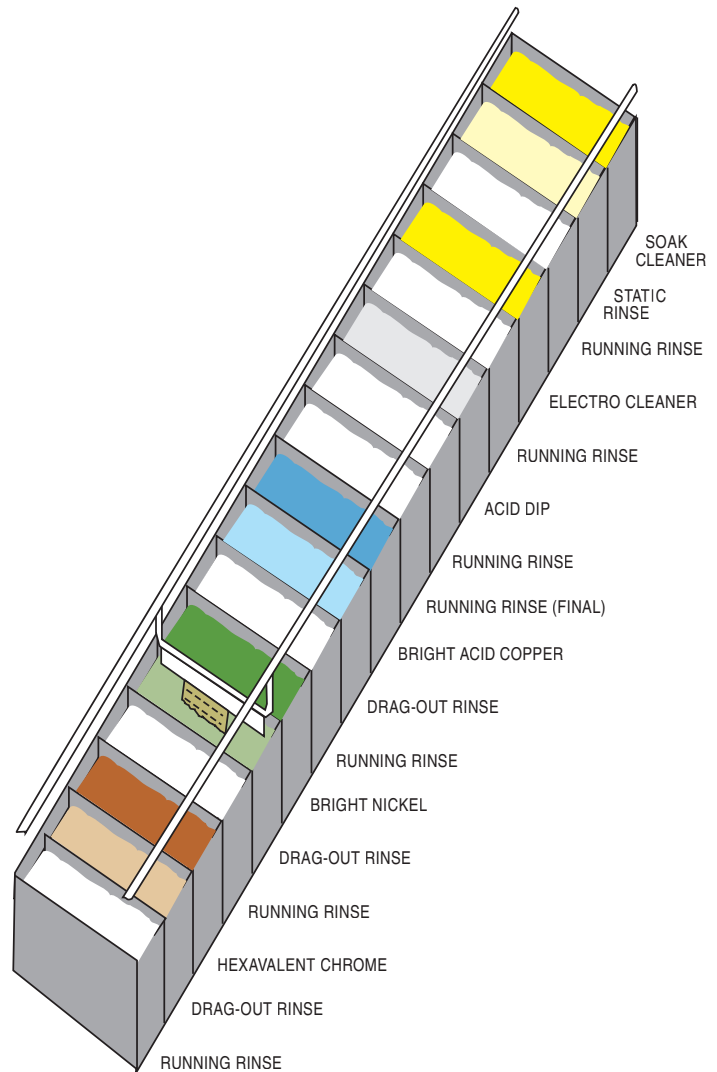 SOAK
CLEANER
STATIC
RINSE
RUNNING RINSE
ELECTRO CLEANER
RUNNING RINSE
ACID DIP
RUNNING RINSE
RUNNING RINSE (FINAL)
BRIGHT ACID COPPER
DRAG-OUT RINSE
RUNNING RINSE
BRIGHT NICKEL
DRAG-OUT RINSE
RUNNING RINSE
HEXAVALENT CHROME
DRAG-OUT RINSE
RUNNING RINSE